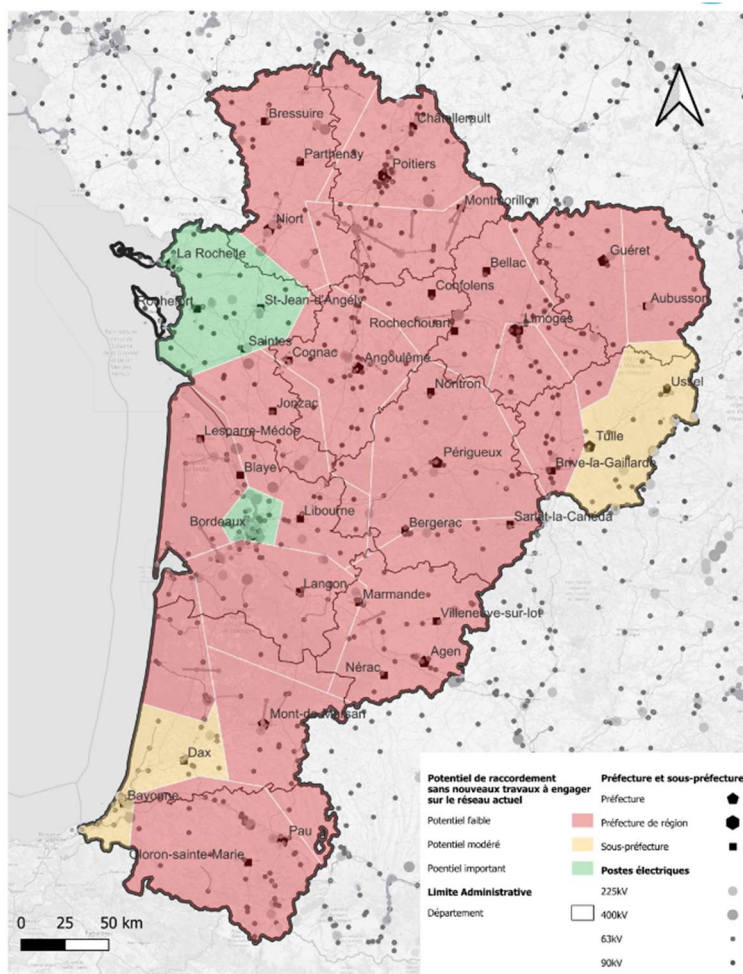 Bressuire
Châtellerault
Parthenay
Poitiers
Montmorillon
Niort
La Rochelle
Guéret
Bellac
Confolens
Aubusson
Rochefort
St-Jean-d'Angély
Rochechouart
Limoges
Saintes
Cognac
Angoulême
Nontron
Ussel
Jonzac
Lesparre-Médoc
Tulle
Périgueux
Brive-la-Gaillarde
Blaye
Bordeaux
Libourne
Bergerac
Sarlat-la-Canéda
Langon
Marmande
Villeneuve-sur-lot
Agen
Nérac
Mont-de-Marsan
Dax
Bayonne
Pau
Oloron-sainte-Marie
0 25 50 km
Potentiel de raccordement
sans nouveaux travaux à engager
sur le réseau actuel
Potentiel faible
Potentiel modéré
Poentiel important
Limite Administrative
Département
Préfecture et sous-préfecture
Préfecture
Préfecture de région
Sous-préfecture
Postes électriques
225kV
400kV
63kV
90kV